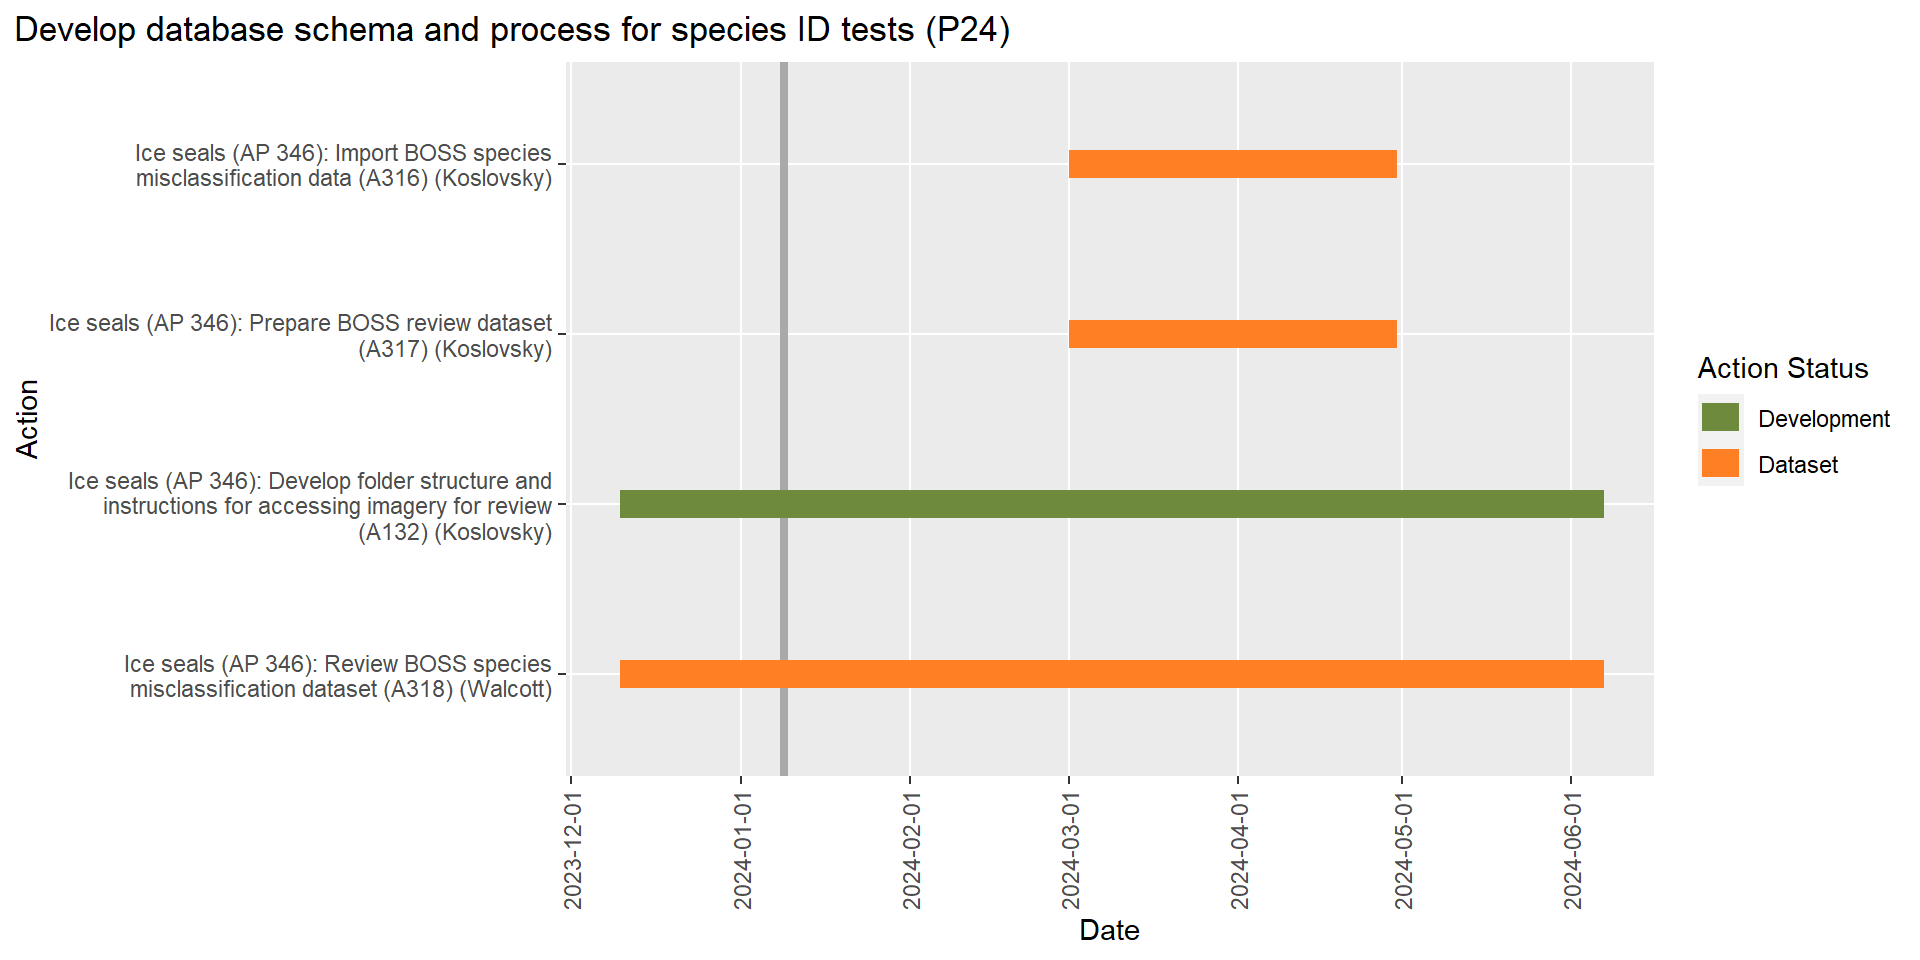 Develop database schema and process for species ID tests (P24)
Ice seals (AP 346): Import BOSS species
misclassification data (A316) (Koslovsky)
Ice seals (AP 346): Prepare BOSS review dataset
(A317) (Koslovsky)
Ice seals (AP 346): Develop folder structure and
instructions for accessing imagery for review
(A132) (Koslovsky)
Ice seals (AP 346): Review BOSS species
misclassification dataset (A318) (Walcott)
Action
2023-12-01
2024-01-01
2024-02-01
2024-03-01
2024-04-01
2024-05-01
2024-06-01
Date
Action Status
Development
Dataset